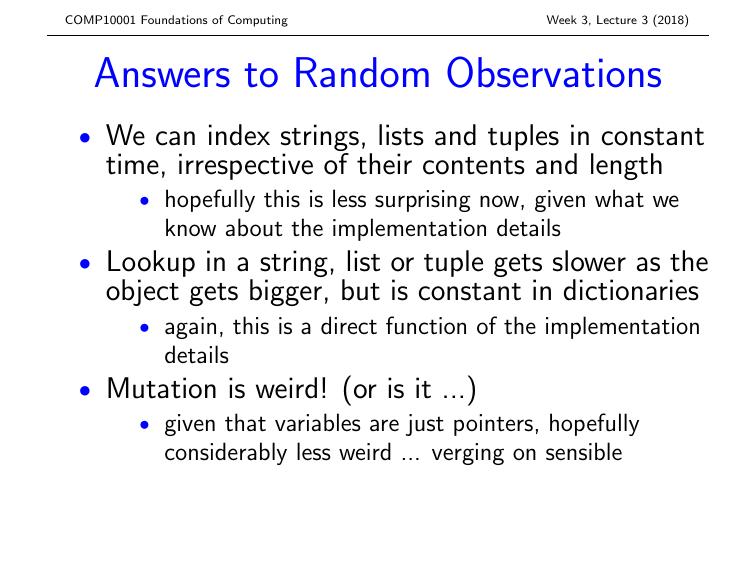 COMP10001 Foundations of Computing
Week 3, Lecture 3 (2018)
Answers to Random Observations
• We can index strings, lists and tuples in constant
time, irrespective of their contents and length
• hopefully this is less surprising now, given what we
know about the implementation details
• Lookup in a string, list or tuple gets slower as the
object gets bigger, but is constant in dictionaries
• again, this is a direct function of the implementation
details
• Mutation is weird! (or is it ...)
• given that variables are just pointers, hopefully
considerably less weird ... verging on sensible